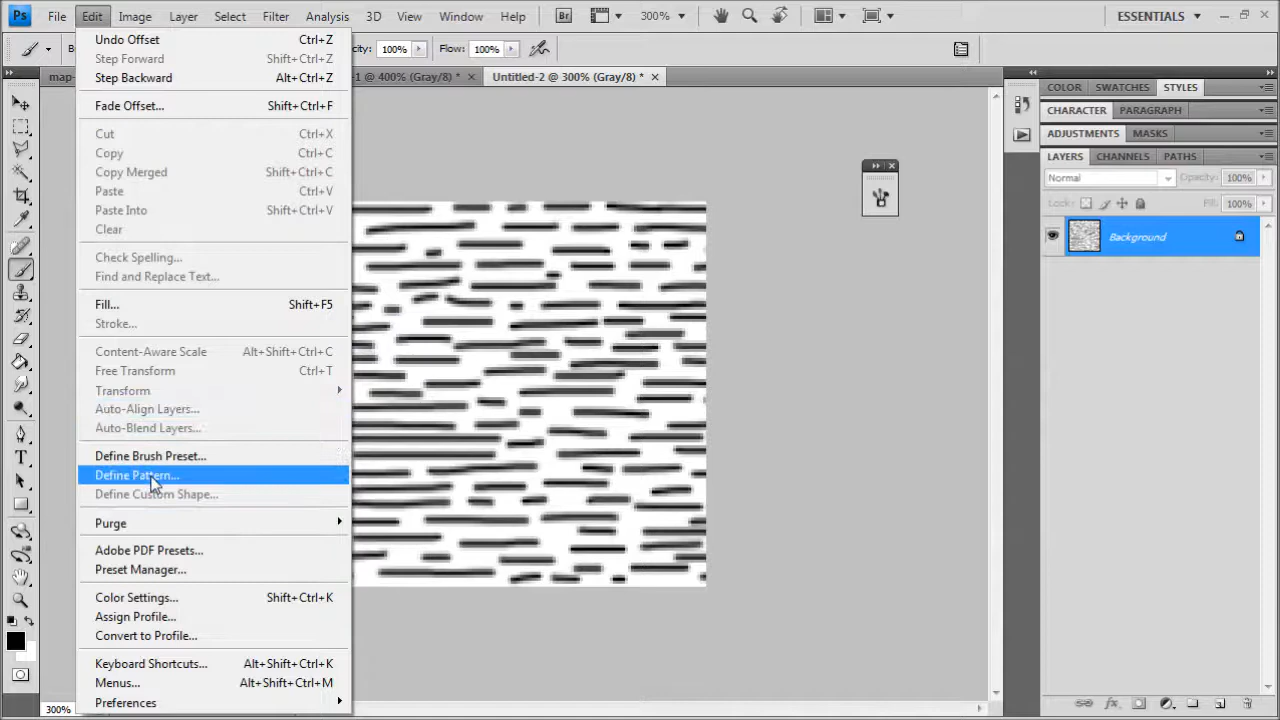 Ps File Edit Image Layer Select Filter Analysis 3D View Window Help Br 300% ESSENTIALS
100% Flow: 100%
map- -1 @ 400% (Gray/8) * Untitled-2 @ 300% (Gray/8) *
Undo Offset Ctrl+Z
Step Forward Shift+Ctrl+Z
Step Backward Alt+Ctrl+Z
Fade Offset... Shift+Ctrl+F
Cut Ctrl+X
Copy Ctrl+C
Copy Merged Shift+Ctrl+C
Paste Ctrl+V
Paste Into Shift+Ctrl+V
Clear
Check Spelling...
Find and Replace Text...
Fill... Shift+F5
Stroke...
Content-Aware Scale Alt+Shift+Ctrl+C
Free Transform Ctrl+T
Transform
Auto-Align Layers...
Auto-Blend Layers...
Define Brush Preset...
Define Pattern...
Define Custom Shape...
Purge
Adobe PDF Presets...
Preset Manager...
Color Settings... Shift+Ctrl+K
Assign Profile...
Convert to Profile...
Keyboard Shortcuts... Alt+Shift+Ctrl+K
Menus... Alt+Shift+Ctrl+M
Preferences
300%
COLOR SWATCHES STYLES
CHARACTER PARAGRAPH
ADJUSTMENTS MASKS
LAYERS CHANNELS PATHS
Normal Opacity: 100%
Lock: Fill: 100%
Background